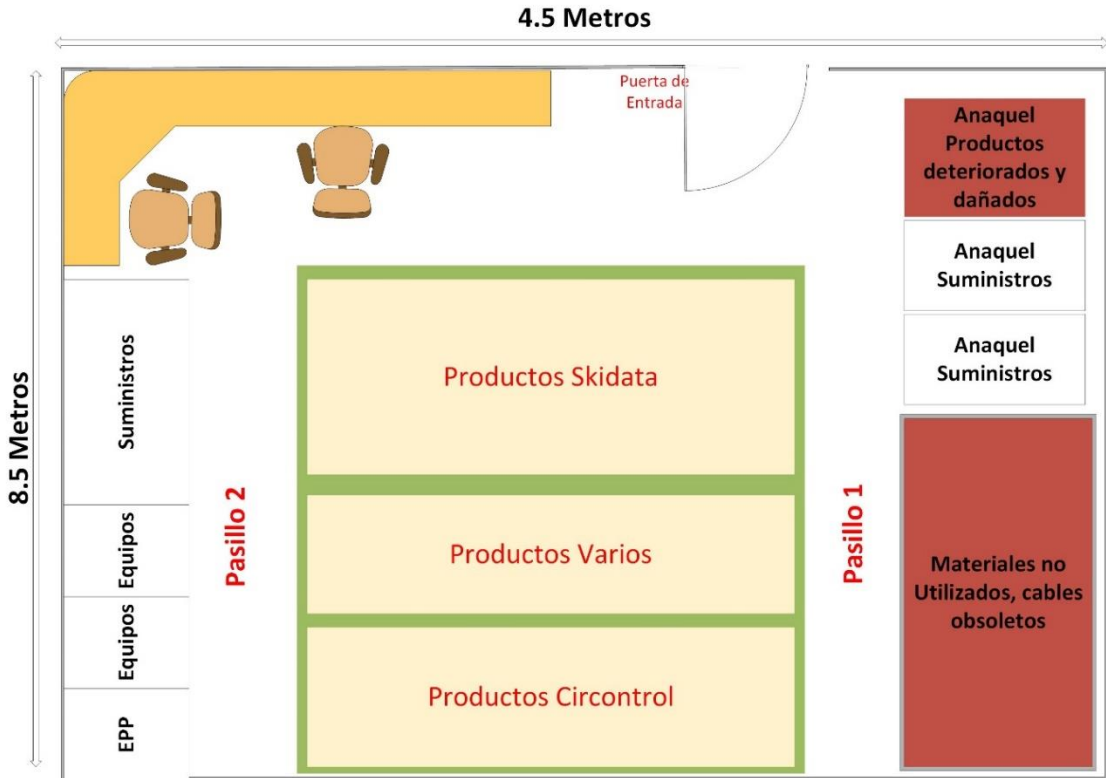 4.5 Metros
8.5 Metros
Puerta de
Entrada
Anaquel
Productos
deteriorados y
dañados
Anaquel
Suministros
Anaquel
Suministros
Materiales no
Utilizados, cables
obsoletos
Pasillo 1
Productos Skidata
Productos Varios
Productos Circontrol
Pasillo 2
Suministros
Equipos
Equipos
EPP